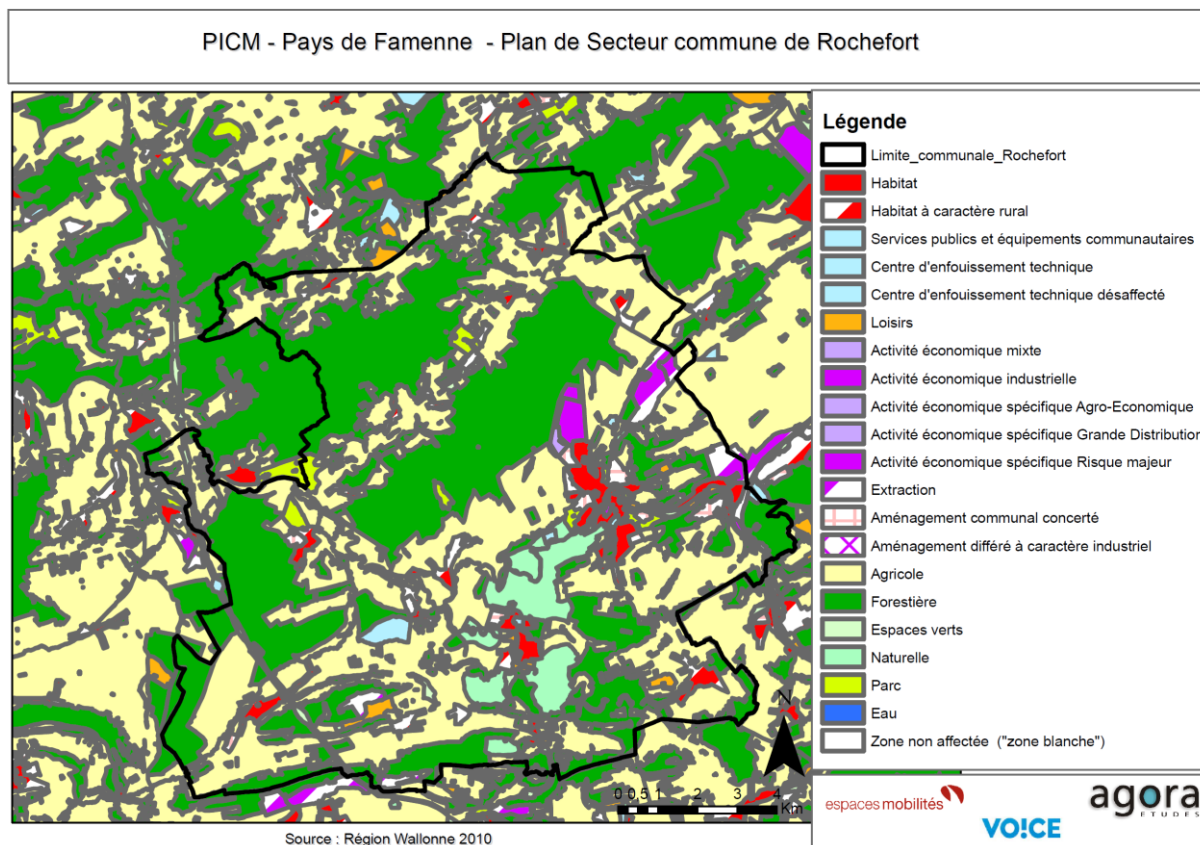 PICM - Pays de Famenne - Plan de Secteur commune de Rochefort
Légende
Limite_communale_Rochefort
Habitat
Habitat à caractère rural
Services publics et équipements communautaires
Centre d'enfouissement technique
Centre d'enfouissement technique désaffecté
Loisirs
Activité économique mixte
Activité économique industrielle
Activité économique spécifique Agro-Economique
Activité économique spécifique Grande Distribution
Activité économique spécifique Risque majeur
Extraction
Aménagement communal concerté
Aménagement différé à caractère industriel
Agricole
Forestière
Espaces verts
Naturelle
Parc
Eau
Zone non affectée ("zone blanche")
N
0 0,5 1 2 3 4
Km
espaces mobilités
VO!CE
agora
ETUDES
Source : Région Wallonne 2010